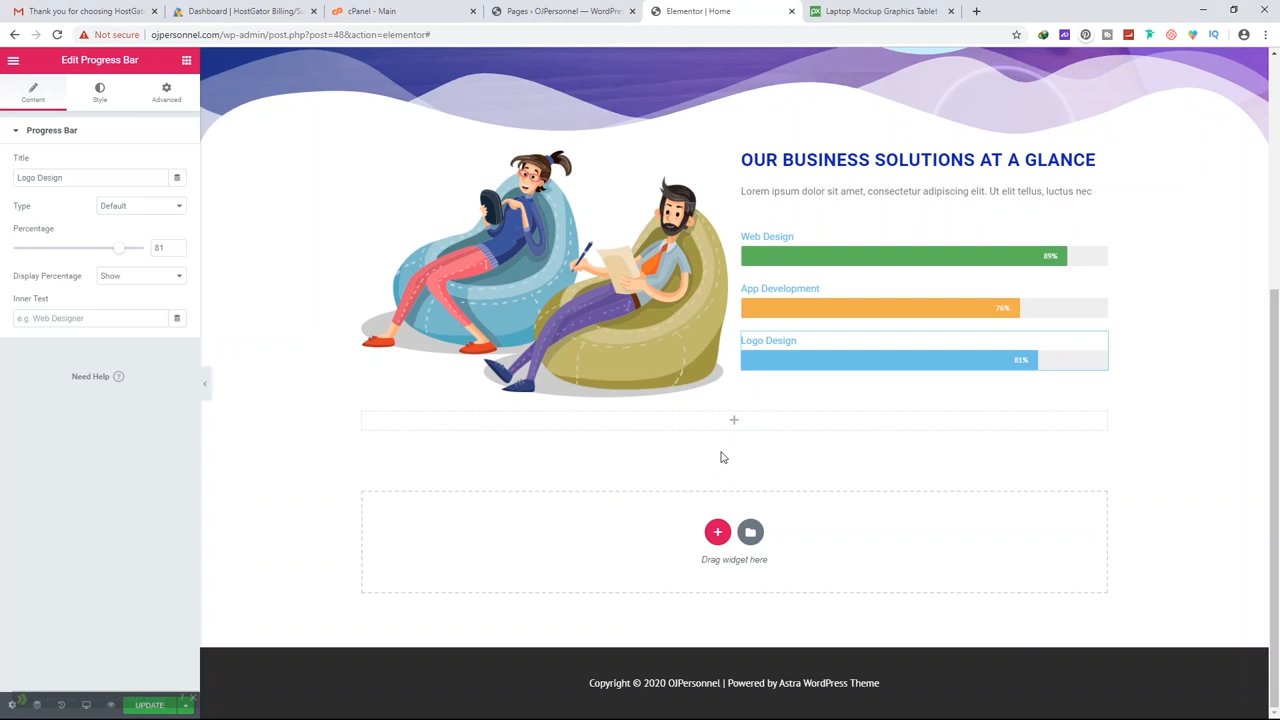 Thank you for choosing HostGat
Dashboard | HostGator Billing/Su
cPanel - Main
Pages ‹ OJPersonnel — WordPres
Elementor | Home
Laptop Mockup Graphics Tablet
Not secure
ojpersonnel.com/wp-admin/post.php?post=48&action=elementor#
Edit Progress Bar
Content
Style
Advanced
Progress Bar
Title
Logo Design
Type
Default
Percentage
81
Display Percentage
Show
Inner Text
e.g. Web Designer
Need Help ?
UPDATE
OUR BUSINESS SOLUTIONS AT A GLANCE
Lorem ipsum dolor sit amet, consectetur adipiscing elit. Ut elit tellus, luctus nec
Web Design
89%
App Development
76%
Logo Design
81%
Drag widget here
Copyright © 2020 OJPersonnel | Powered by Astra WordPress Theme